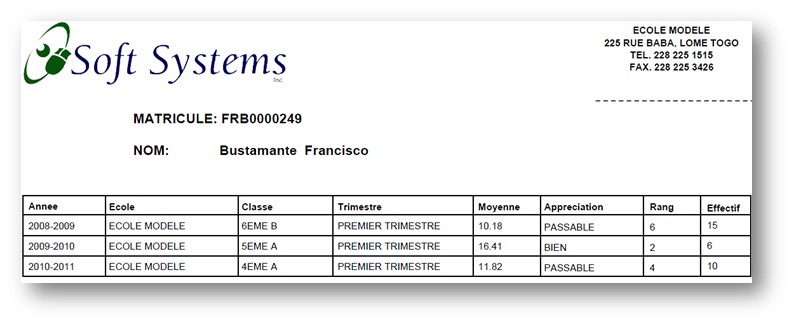 Soft Systems
Inc.
ECOLE MODELE
225 RUE BABA, LOME TOGO
TEL. 228 225 1515
FAX. 228 225 3426
MATRICULE: FRB0000249
NOM: Bustamante Francisco
Annee Ecole Classe Trimestre Moyenne Appreciation Rang Effectif
2008-2009 ECOLE MODELE 6EME B PREMIER TRIMESTRE 10.18 PASSABLE 6 15
2009-2010 ECOLE MODELE 5EME A PREMIER TRIMESTRE 16.41 BIEN 2 6
2010-2011 ECOLE MODELE 4EME A PREMIER TRIMESTRE 11.82 PASSABLE 4 10